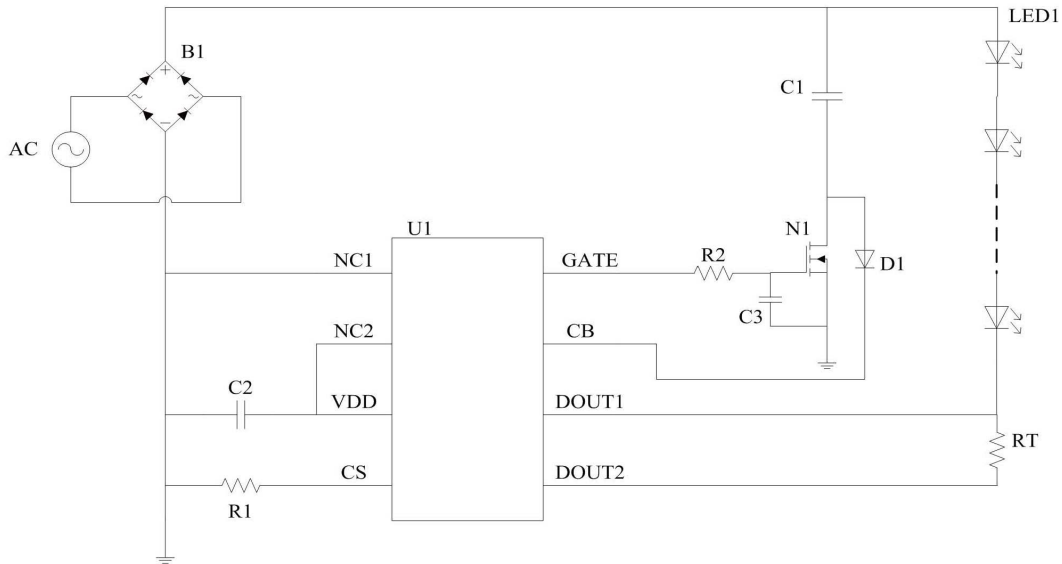 LED1
B1
+
~
~
−
AC
C1
U1
N1
NC1
GATE
R2
D1
C3
NC2
CB
C2
VDD
DOUT1
RT
CS
DOUT2
R1